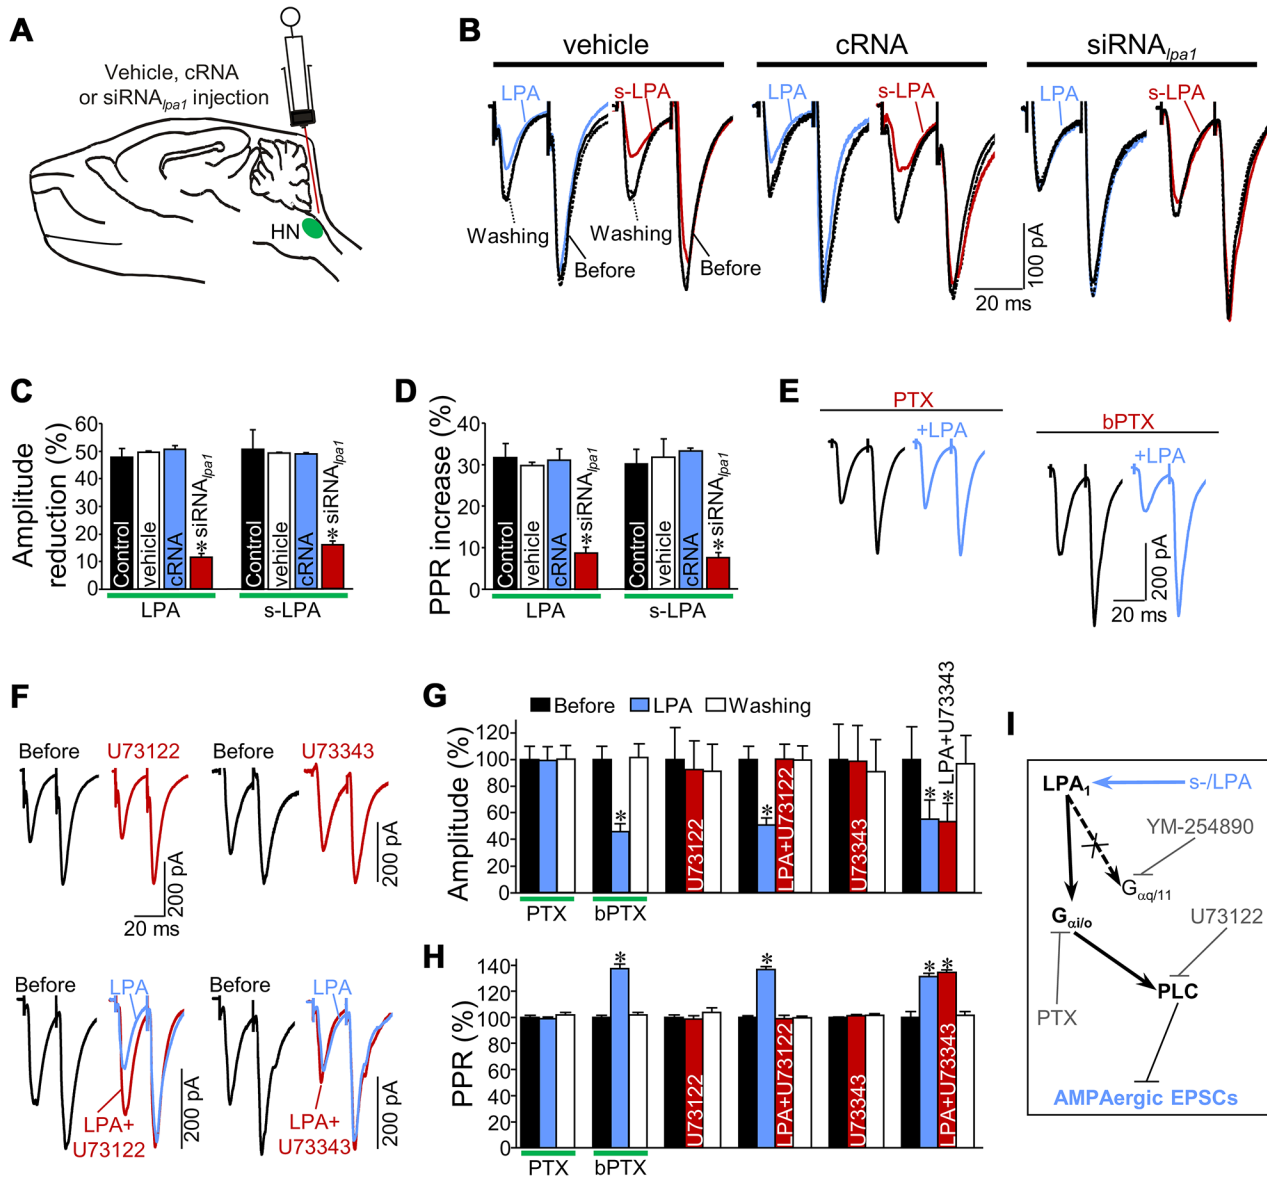 A
Vehicle, cRNA
or siRNAlpa1 injection
HN
B
vehicle
cRNA
siRNAlpa1
LPA
s-LPA
LPA
s-LPA
LPA
s-LPA
Washing
Washing
Before
Before
100 pA
20 ms
C
Amplitude
reduction (%)
60
50
40
30
20
10
0
Control
vehicle
cRNA
* siRNAlpa1
Control
vehicle
cRNA
* siRNAlpa1
LPA
s-LPA
D
PPR increase (%)
40
30
20
10
0
Control
vehicle
cRNA
* siRNAlpa1
Control
vehicle
cRNA
* siRNAlpa1
LPA
s-LPA
E
PTX
+LPA
bPTX
+LPA
200 pA
20 ms
F
Before
U73122
Before
U73343
200 pA
20 ms
200 pA
Before
LPA
LPA+
U73122
200 pA
Before
LPA
LPA+
U73343
200 pA
G
Before
LPA
Washing
Amplitude (%)
120
100
80
60
40
20
0
*
U73122
*
LPA+U73122
U73343
*
*
LPA+U73343
PTX
bPTX
H
PPR (%)
140
120
100
80
60
40
20
0
*
U73122
*
LPA+U73122
U73343
*
*
LPA+U73343
PTX
bPTX
I
LPA1
s-/LPA
YM-254890
Gαq/11
Gαi/o
U73122
PLC
PTX
AMPAergic EPSCs